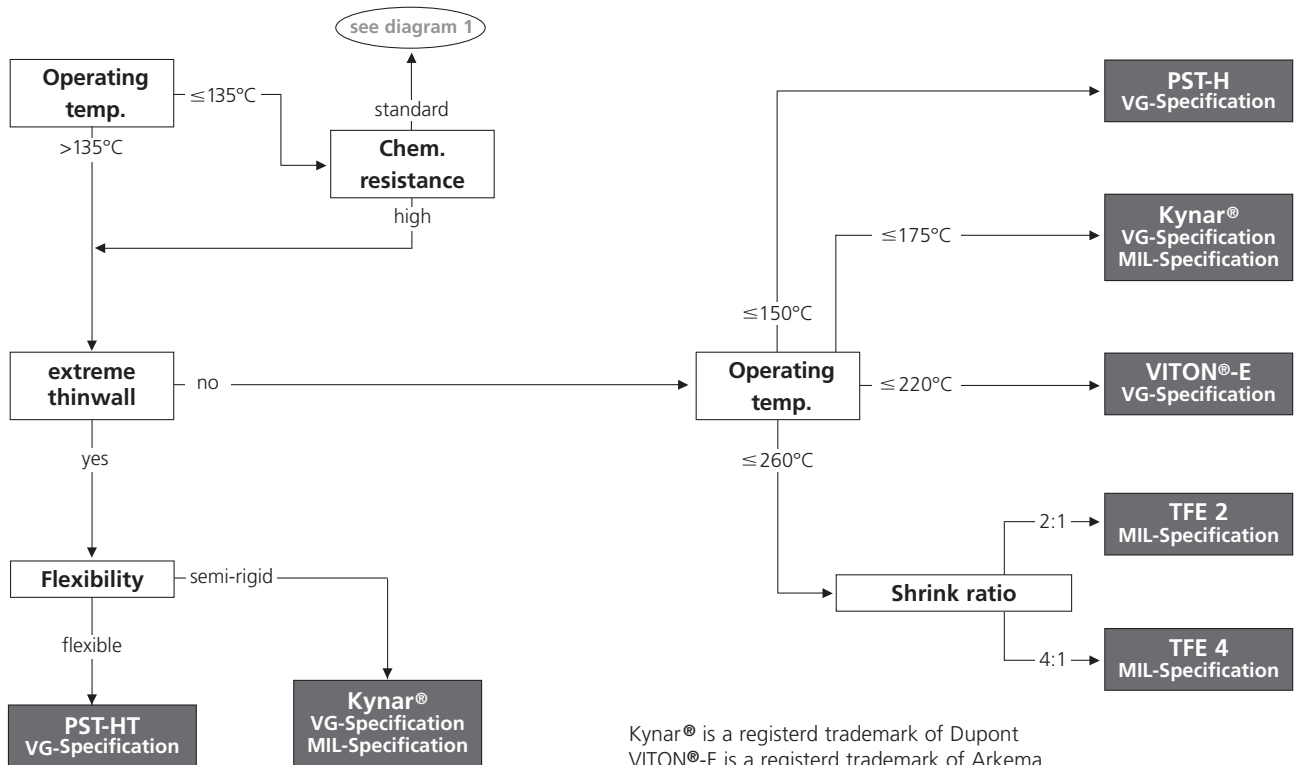 see diagram 1
Operating
temp.
≤135°C
>135°C
standard
Chem.
resistance
high
extreme
thinwall
no
yes
Flexibility
semi-rigid
flexible
PST-HT
VG-Specification
Kynar®
VG-Specification
MIL-Specification
Operating
temp.
≤150°C
≤175°C
≤220°C
≤260°C
PST-H
VG-Specification
Kynar®
VG-Specification
MIL-Specification
VITON®-E
VG-Specification
Shrink ratio
2:1
TFE 2
MIL-Specification
4:1
TFE 4
MIL-Specification
Kynar® is a registerd trademark of Dupont
VITON®-E is a registerd trademark of Arkema